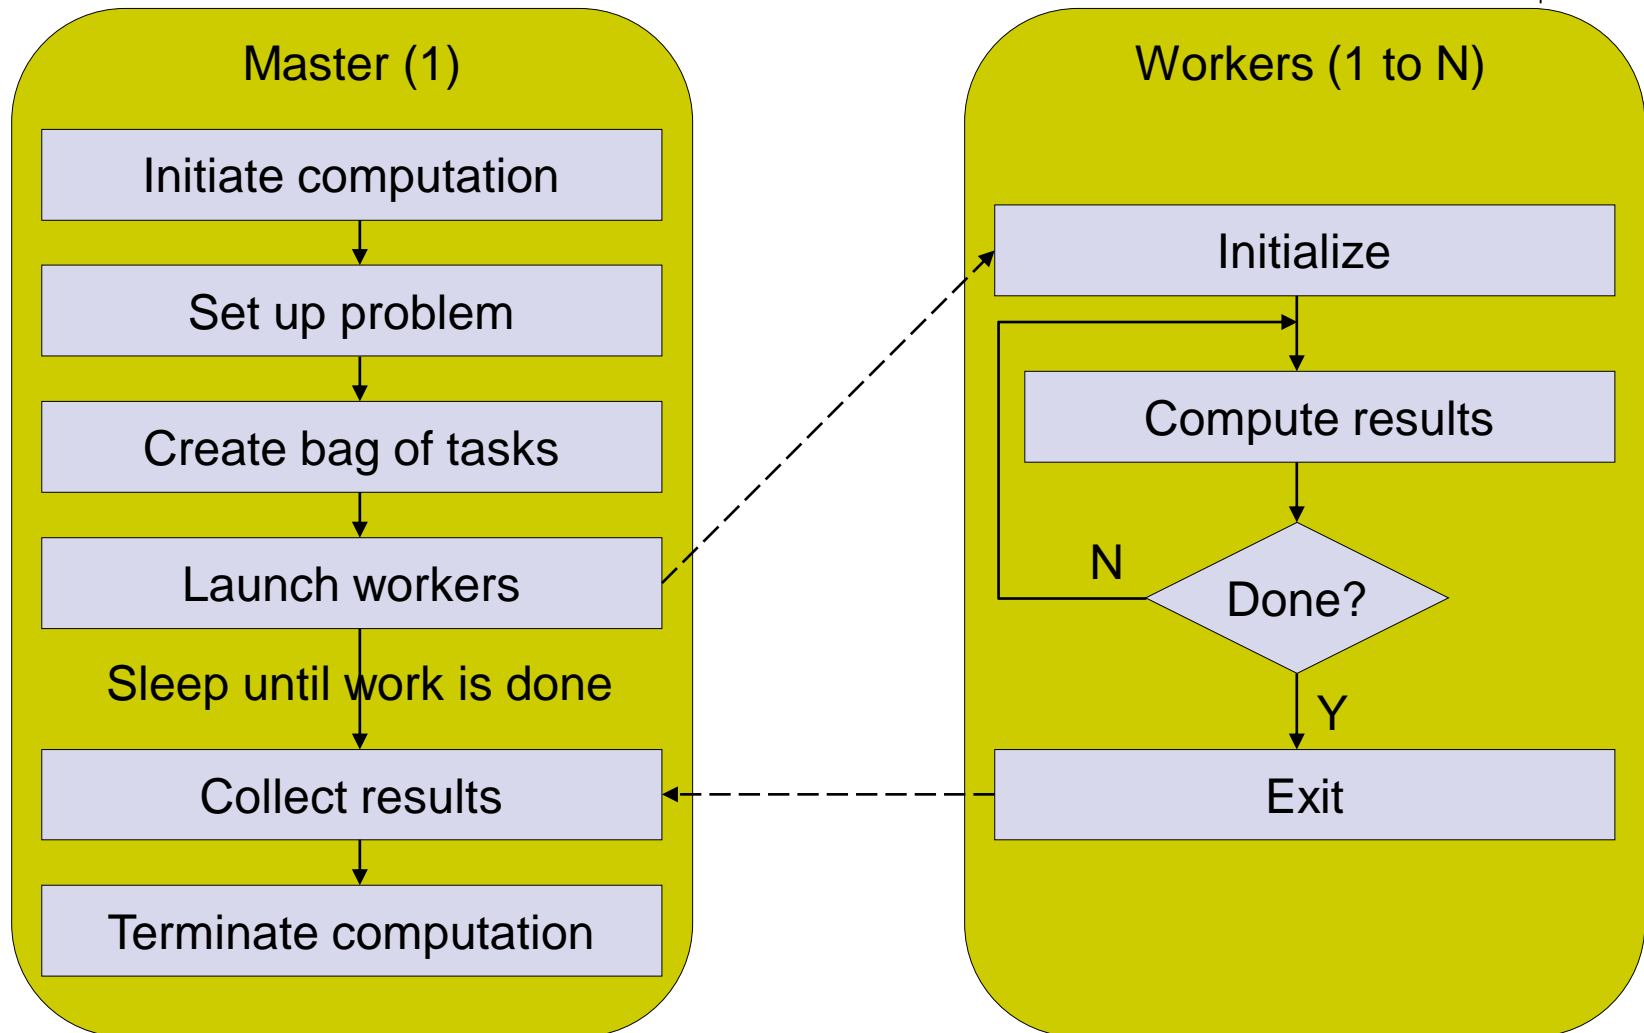 Master (1)
Initiate computation
Set up problem
Create bag of tasks
Launch workers
Sleep until work is done
Collect results
Terminate computation
Workers (1 to N)
Initialize
Compute results
N
Done?
Y
Exit